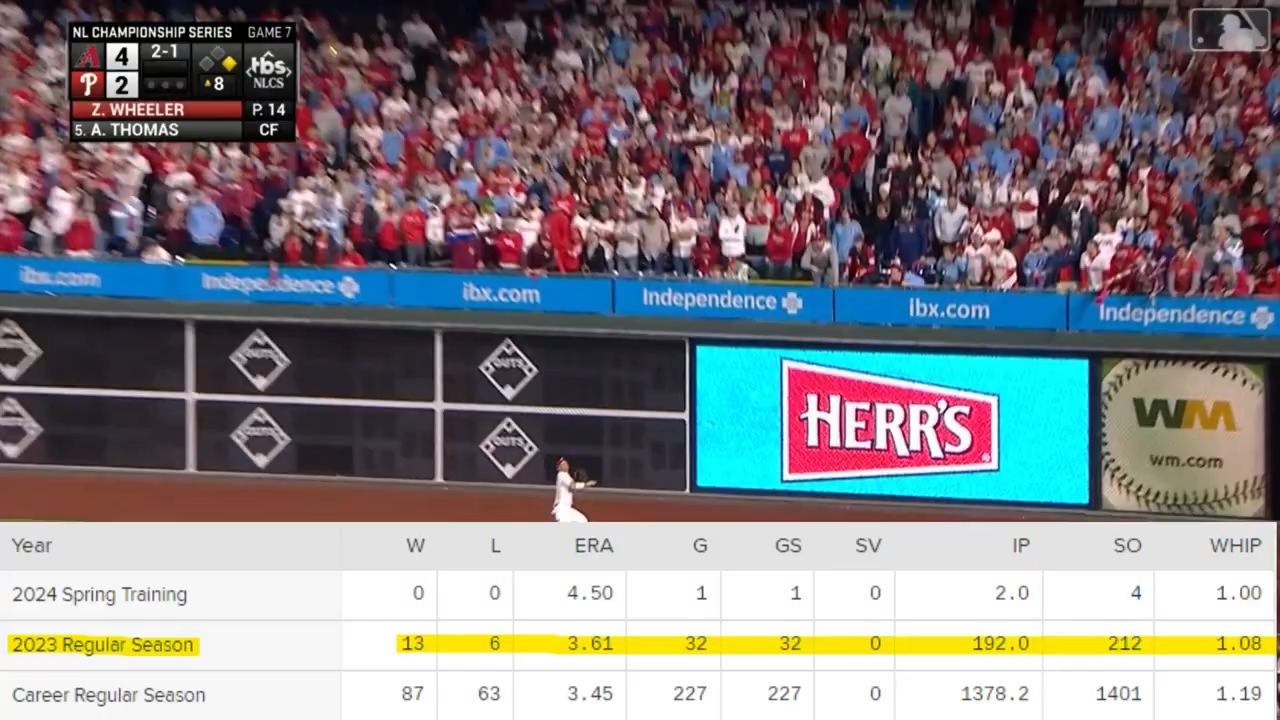 NL CHAMPIONSHIP SERIES GAME 7
4 2-1
P 2 8 tbs NLCS
Z. WHEELER P. 14
5. A. THOMAS CF
ibx.com Independence ibx.com Independence ibx.com Independence
OUTS OUTS
OUTS OUTS
HERR'S
WM
wm.com
Year W L ERA G GS SV IP SO WHIP
2024 Spring Training 0 0 4.50 1 1 0 2.0 4 1.00
2023 Regular Season 13 6 3.61 32 32 0 192.0 212 1.08
Career Regular Season 87 63 3.45 227 227 0 1378.2 1401 1.19